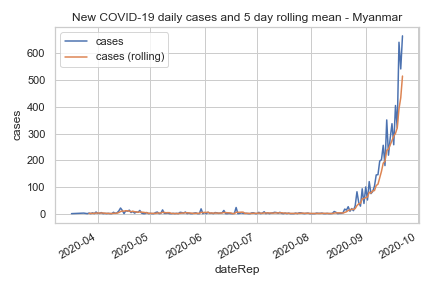 New COVID-19 daily cases and 5 day rolling mean - Myanmar
cases
cases (rolling)
cases
600
500
400
300
200
100
0
2020-04
2020-05
2020-06
2020-07
2020-08
2020-09
2020-10
dateRep